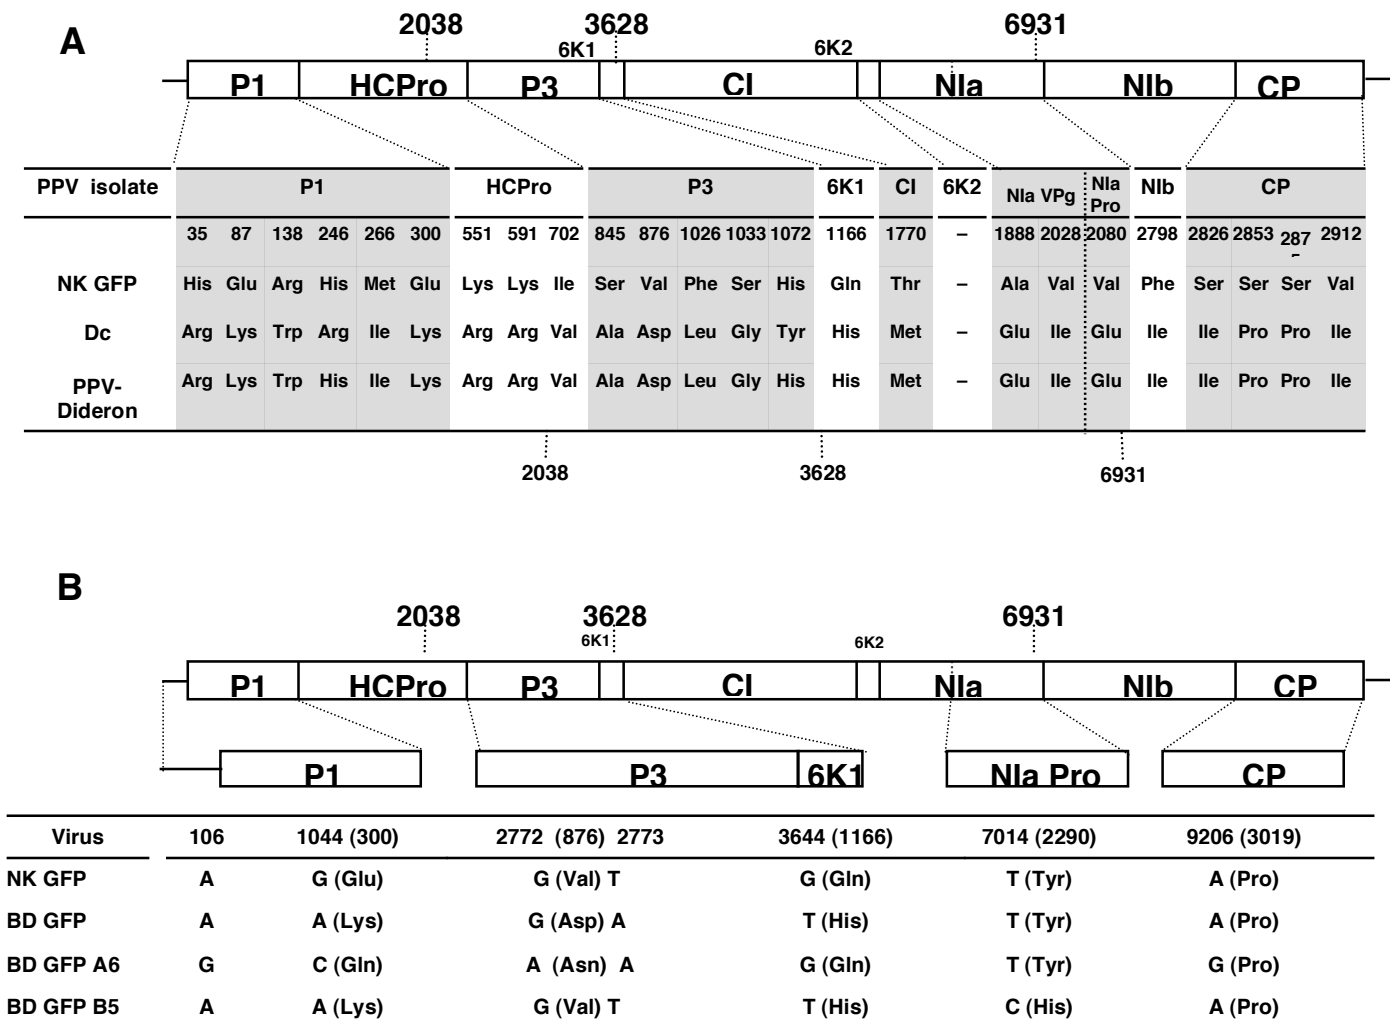 A
2038 3628 6931
6K1 6K2
P1 HCPro P3 CI NIa NIb CP
PPV isolate P1 HCPro P3 6K1 CI 6K2 NIa VPg NIa Pro NIb CP
35 87 138 246 266 300 551 591 702 845 876 1026 1033 1072 1166 1770 – 1888 2028 2080 2798 2826 2853 287 2912
NK GFP His Glu Arg His Met Glu Lys Lys Ile Ser Val Phe Ser His Gln Thr – Ala Val Val Phe Ser Ser Ser Val
Dc Arg Lys Trp Arg Ile Lys Arg Arg Val Ala Asp Leu Gly Tyr His Met – Glu Ile Glu Ile Ile Pro Pro Ile
PPV-Dideron Arg Lys Trp His Ile Lys Arg Arg Val Ala Asp Leu Gly His His Met – Glu Ile Glu Ile Ile Pro Pro Ile
2038 3628 6931
B
2038 3628 6931
6K1 6K2
P1 HCPro P3 CI NIa NIb CP
P1 P3 6K1 NIa Pro CP
Virus 106 1044 (300) 2772 (876) 2773 3644 (1166) 7014 (2290) 9206 (3019)
NK GFP A G (Glu) G (Val) T G (Gln) T (Tyr) A (Pro)
BD GFP A A (Lys) G (Asp) A T (His) T (Tyr) A (Pro)
BD GFP A6 G C (Gln) A (Asn) A G (Gln) T (Tyr) G (Pro)
BD GFP B5 A A (Lys) G (Val) T T (His) C (His) A (Pro)